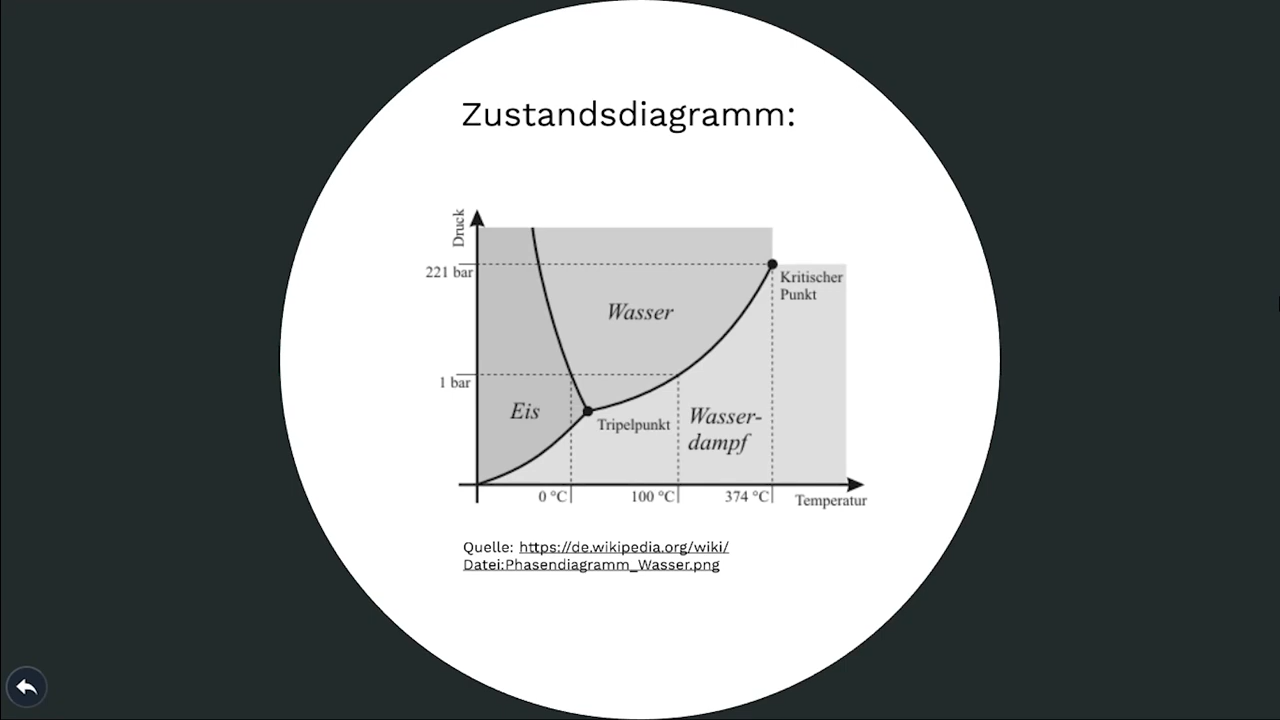 Zustandsdiagramm:
Druck
221 bar
Kritischer
Punkt
Wasser
1 bar
Eis
Tripelpunkt
Wasser-
dampf
0 °C
100 °C
374 °C
Temperatur
Quelle: https://de.wikipedia.org/wiki/
Datei:Phasendiagramm_Wasser.png